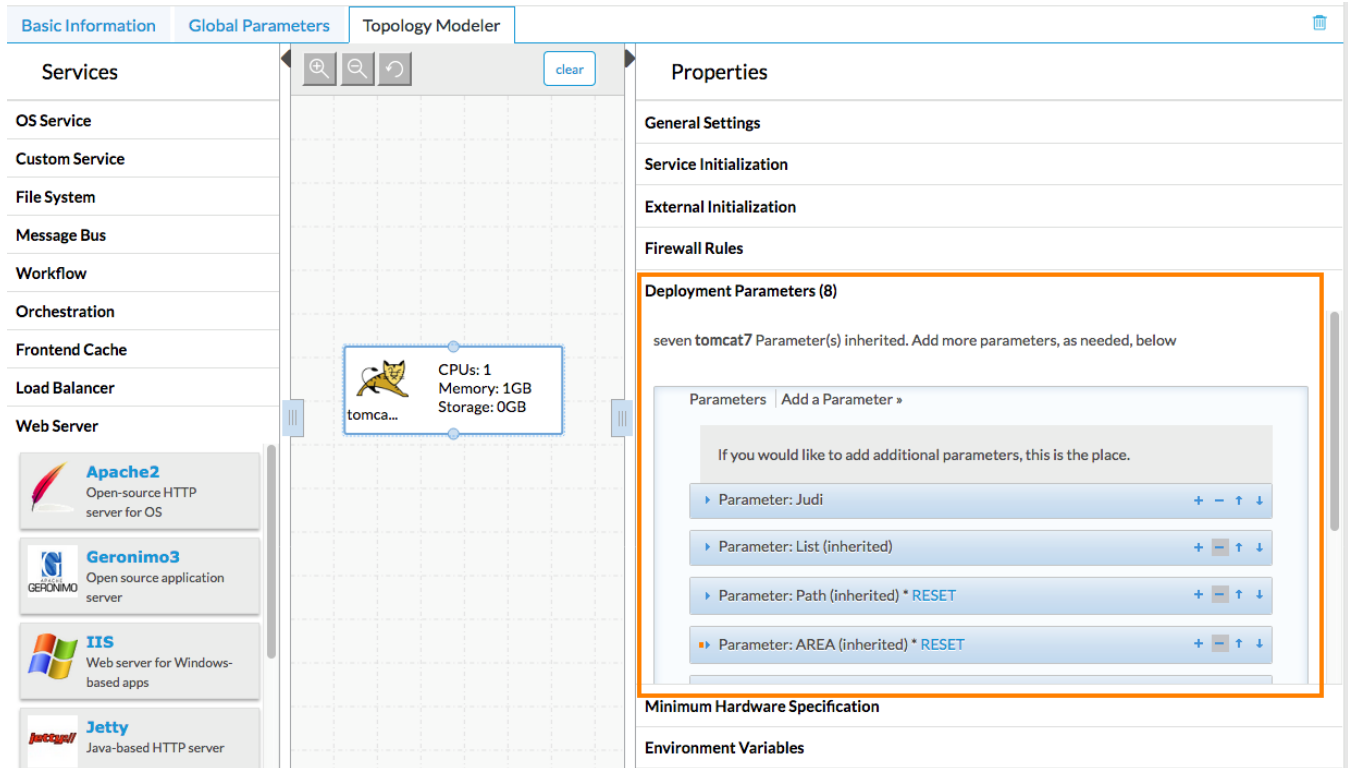 Basic Information
Global Parameters
Topology Modeler
Services
OS Service
Custom Service
File System
Message Bus
Workflow
Orchestration
Frontend Cache
Load Balancer
Web Server
Apache2
Open-source HTTP
server for OS
APACHE
GERONIMO
Geronimo3
Open source application
server
IIS
Web server for Windows-
based apps
jetty://
Jetty
Java-based HTTP server
clear
tomca...
CPUs: 1
Memory: 1GB
Storage: 0GB
Properties
General Settings
Service Initialization
External Initialization
Firewall Rules
Deployment Parameters (8)
seven tomcat7 Parameter(s) inherited. Add more parameters, as needed, below
Parameters Add a Parameter »
If you would like to add additional parameters, this is the place.
Parameter: Judi
Parameter: List (inherited)
Parameter: Path (inherited) * RESET
Parameter: AREA (inherited) * RESET
Minimum Hardware Specification
Environment Variables